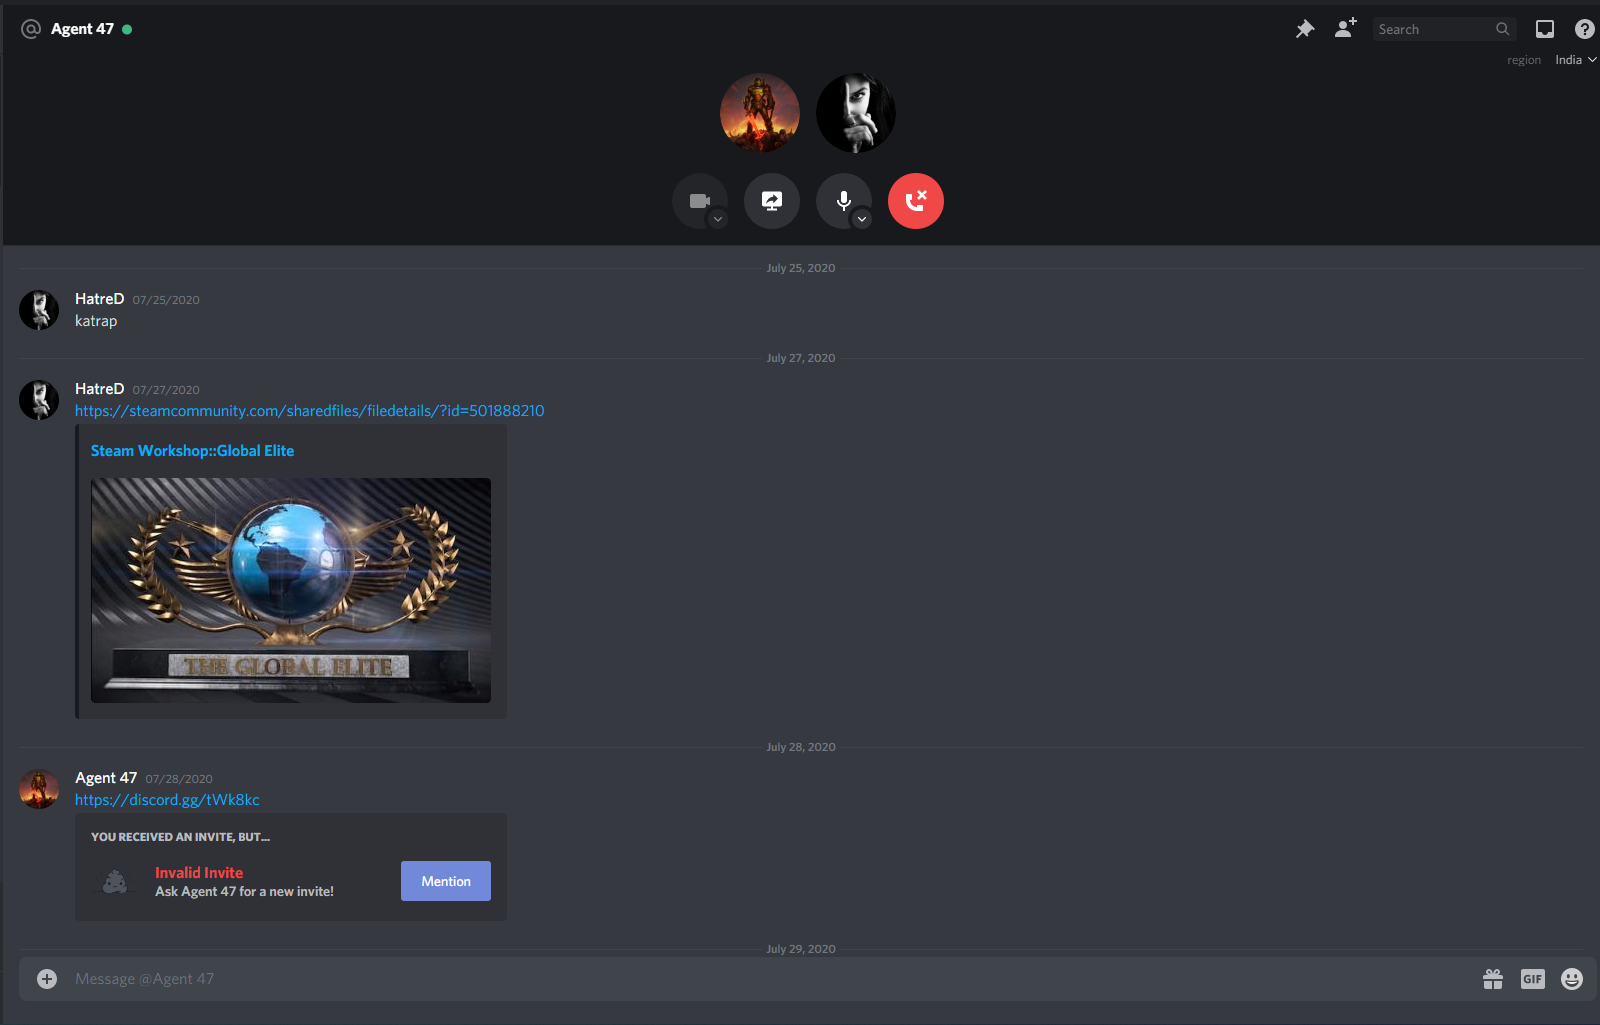 Agent 47
Search
region India
July 25, 2020
HatreD 07/25/2020
katrap
July 27, 2020
HatreD 07/27/2020
https://steamcommunity.com/sharedfiles/filedetails/?id=501888210
Steam Workshop::Global Elite
THE GLOBAL ELITE
July 28, 2020
Agent 47 07/28/2020
https://discord.gg/tWk8kc
YOU RECEIVED AN INVITE, BUT...
Invalid Invite
Ask Agent 47 for a new invite!
Mention
July 29, 2020
Message @Agent 47
GIF